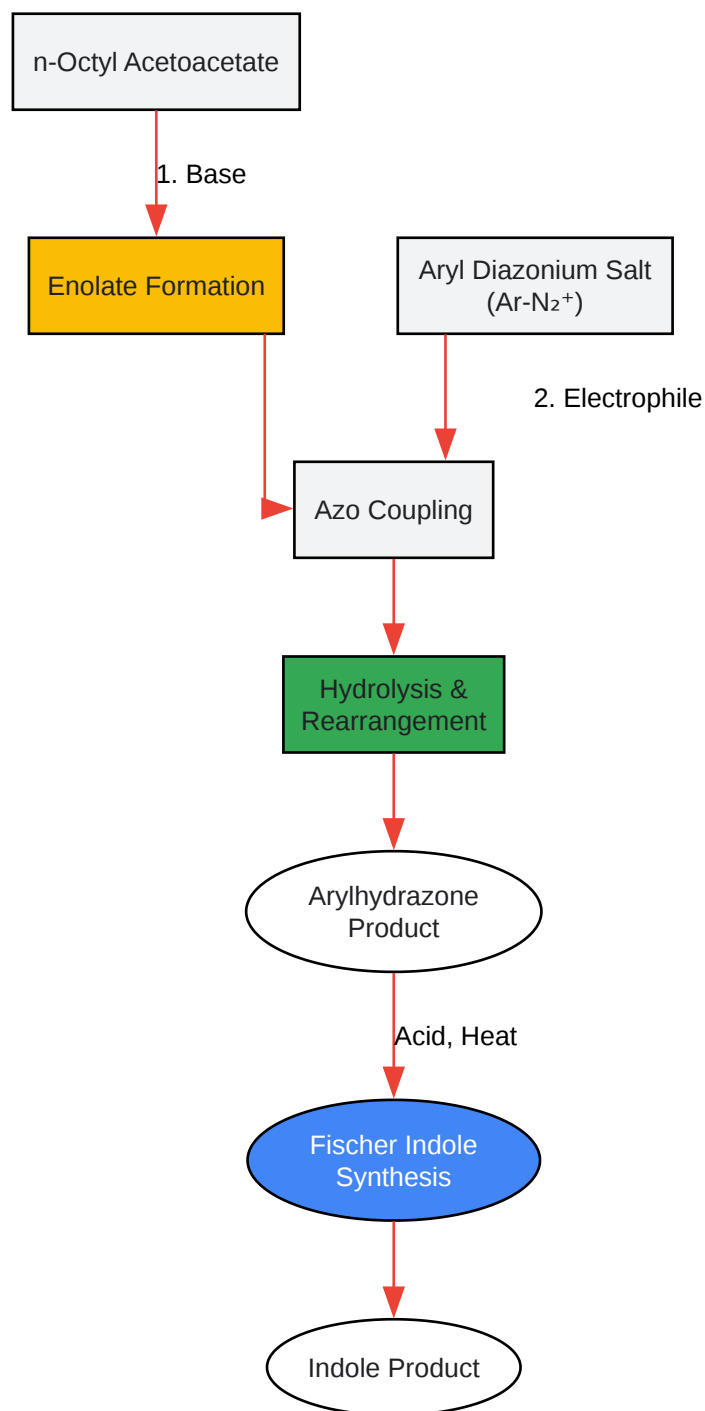 n-Octyl Acetoacetate
1. Base
Enolate Formation
Aryl Diazonium Salt
(Ar-N₂⁺)
2. Electrophile
Azo Coupling
Hydrolysis &
Rearrangement
Arylhydrazone
Product
Acid, Heat
Fischer Indole
Synthesis
Indole Product